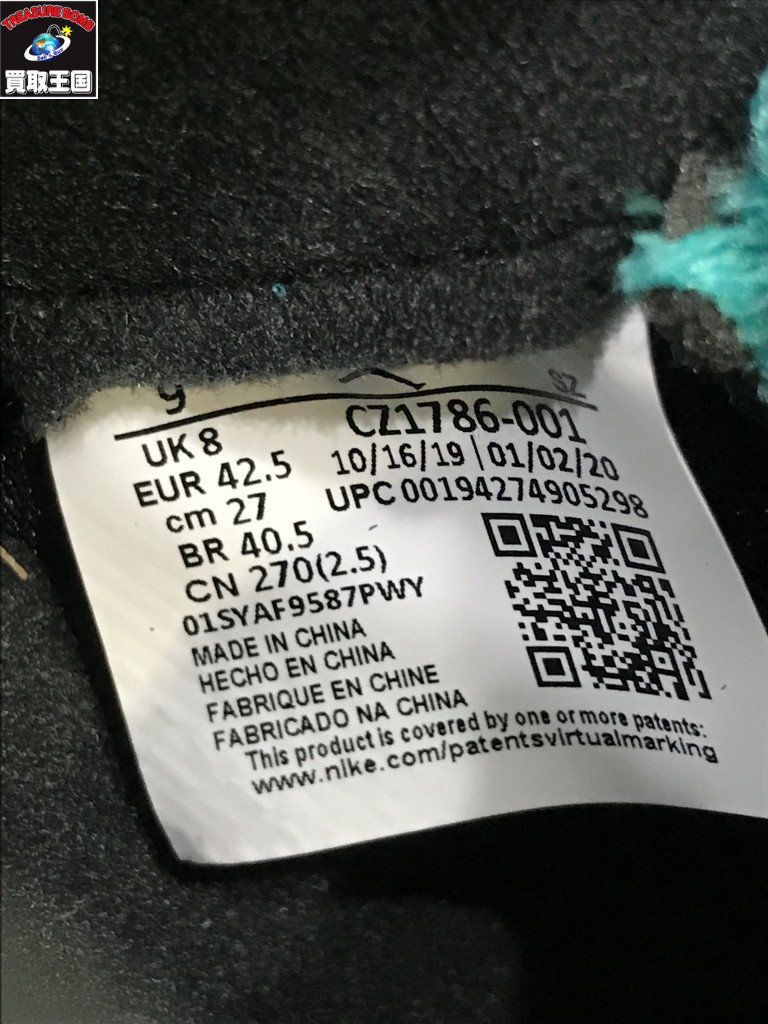 TREASURE BOMB
Sell & Buy
買取王国
9
SZ
UK 8
CZ1786-001
EUR 42.5
10/16/19 | 01/02/20
cm 27
UPC 00194274905298
BR 40.5
CN 270(2.5)
01SYAF9587PWY
MADE IN CHINA
HECHO EN CHINA
FABRIQUE EN CHINE
FABRICADO NA CHINA
This product is covered by one or more patents:
www.nike.com/patentsvirtualmarking